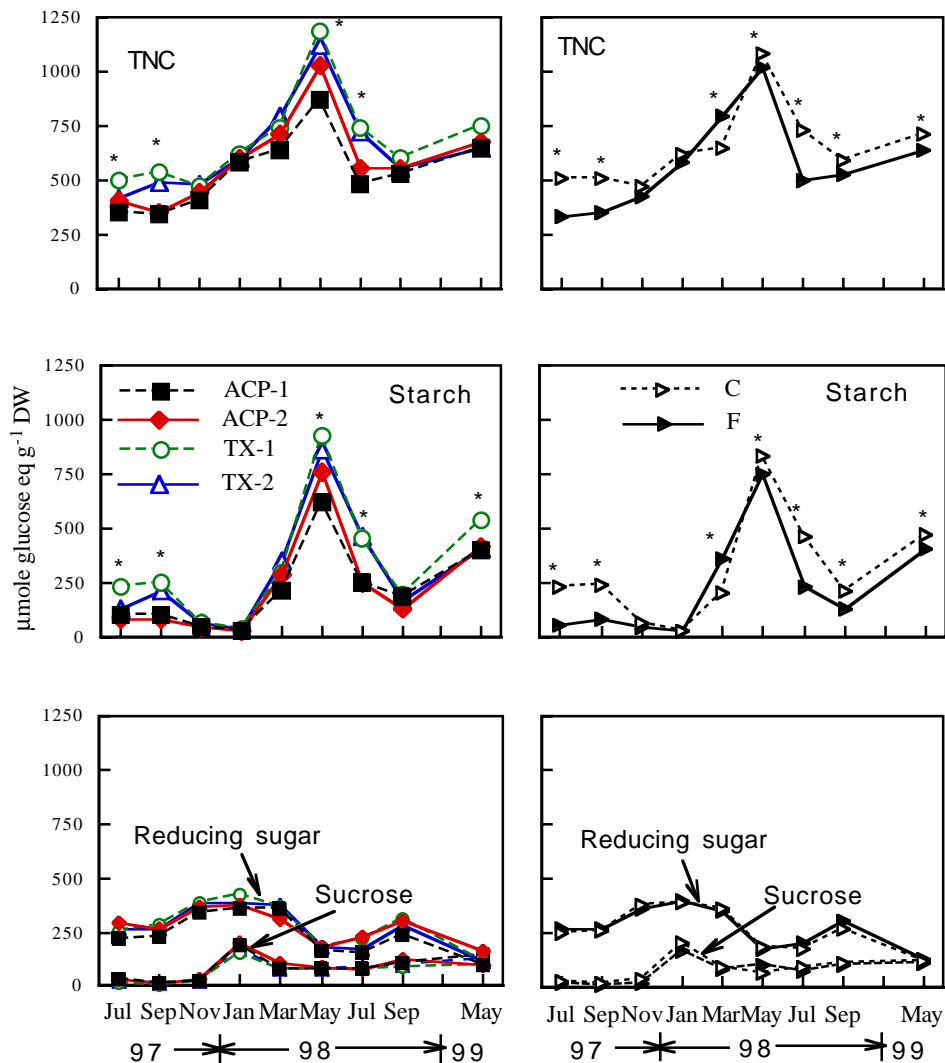 1250
1000
750
500
250
0
TNC
*
*
*
*
TNC
*
*
*
*
*
*
*
*
µmole glucose eq g-1 DW
1250
1000
750
500
250
0
ACP-1
ACP-2
TX-1
TX-2
Starch
*
*
*
*
*
C
F
Starch
*
*
*
*
*
*
*
1250
1000
750
500
250
0
Reducing sugar
Sucrose
Reducing sugar
Sucrose
Jul Sep Nov Jan Mar May Jul Sep May
97 98 99
Jul Sep Nov Jan Mar May Jul Sep May
97 98 99